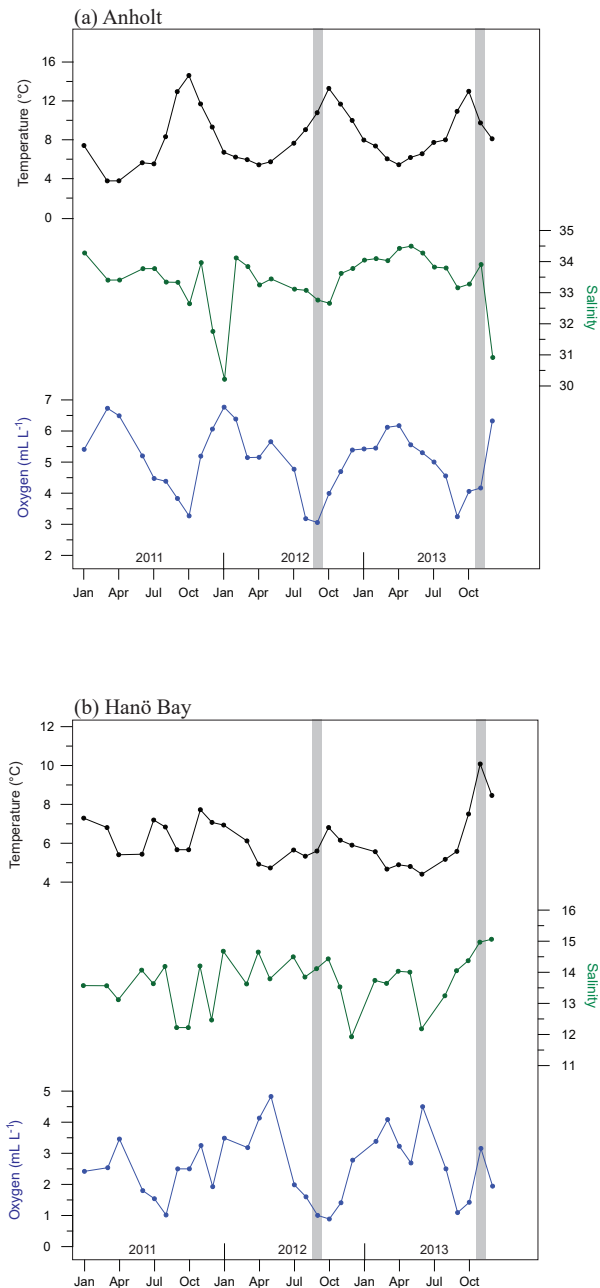 (a) Anholt
16
12
8
4
0
Temperature (°C)
35
34
33
32
31
30
Salinity
7
6
5
4
3
2
Oxygen (mL L-1)
2011 2012 2013
Jan Apr Jul Oct Jan Apr Jul Oct Jan Apr Jul Oct
(b) Hanö Bay
12
10
8
6
4
Temperature (°C)
16
15
14
13
12
11
Salinity
5
4
3
2
1
0
Oxygen (mL L-1)
2011 2012 2013
Jan Apr Jul Oct Jan Apr Jul Oct Jan Apr Jul Oct